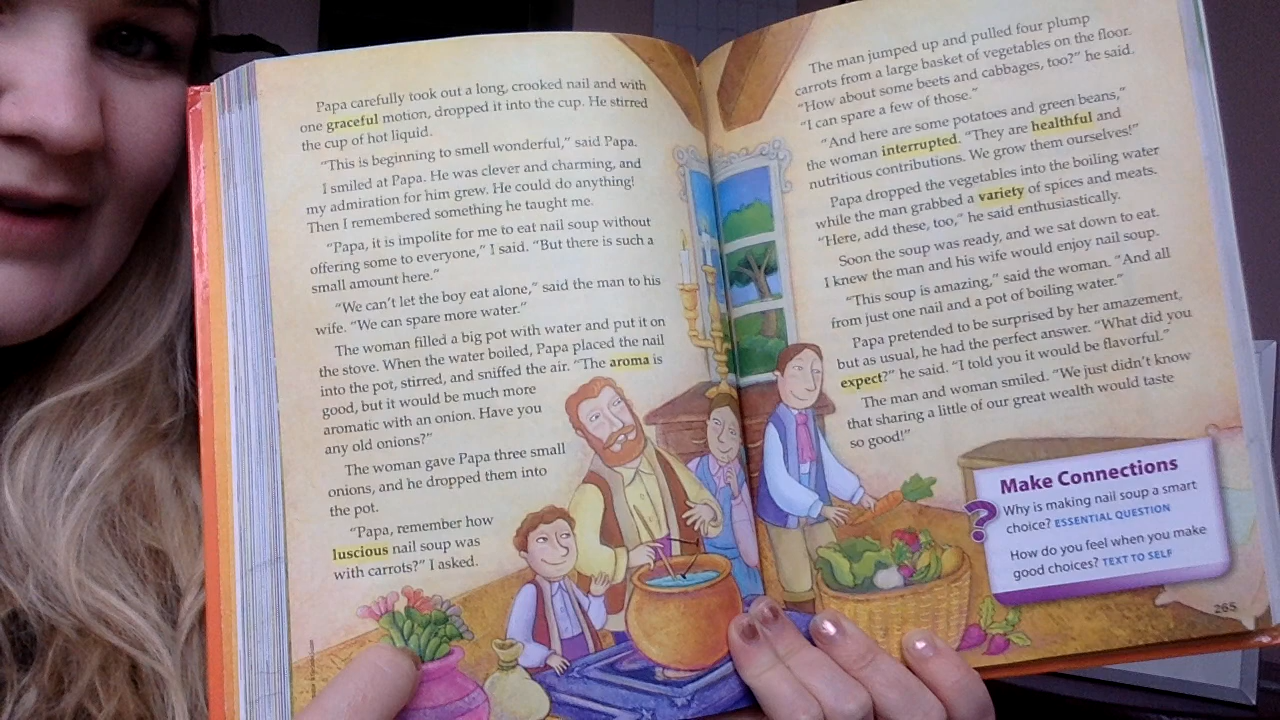 Papa carefully took out a long, crooked nail and with
one graceful motion, dropped it into the cup. He stirred
the cup of hot liquid.
"This is beginning to smell wonderful," said Papa.
I smiled at Papa. He was clever and charming, and
my admiration for him grew. He could do anything!
Then I remembered something he taught me.
"Papa, it is impolite for me to eat nail soup without
offering some to everyone," I said. "But there is such a
small amount here."
"We can't let the boy eat alone," said the man to his
wife. "We can spare more water."
The woman filled a big pot with water and put it on
the stove. When the water boiled, Papa placed the nail
into the pot, stirred, and sniffed the air. "The aroma is
good, but it would be much more
aromatic with an onion. Have you
any old onions?"
The woman gave Papa three small
onions, and he dropped them into
the pot.
"Papa, remember how
luscious nail soup was
with carrots?" I asked.
The man jumped up and pulled four plump
carrots from a large basket of vegetables on the floor.
"How about some beets and cabbages, too?" he said.
"I can spare a few of those."
"And here are some potatoes and green beans,"
the woman interrupted. "They are healthful and
nutritious contributions. We grow them ourselves!"
Papa dropped the vegetables into the boiling water
while the man grabbed a variety of spices and meats.
"Here, add these, too," he said enthusiastically.
Soon the soup was ready, and we sat down to eat.
I knew the man and his wife would enjoy nail soup.
"This soup is amazing," said the woman. "And all
from just one nail and a pot of boiling water."
Papa pretended to be surprised by her amazement,
but as usual, he had the perfect answer. "What did you
expect?" he said. "I told you it would be flavorful."
The man and woman smiled. "We just didn't know
that sharing a little of our great wealth would taste
so good!"
Make Connections
?
Why is making nail soup a smart
choice? ESSENTIAL QUESTION
How do you feel when you make
good choices? TEXT TO SELF
265